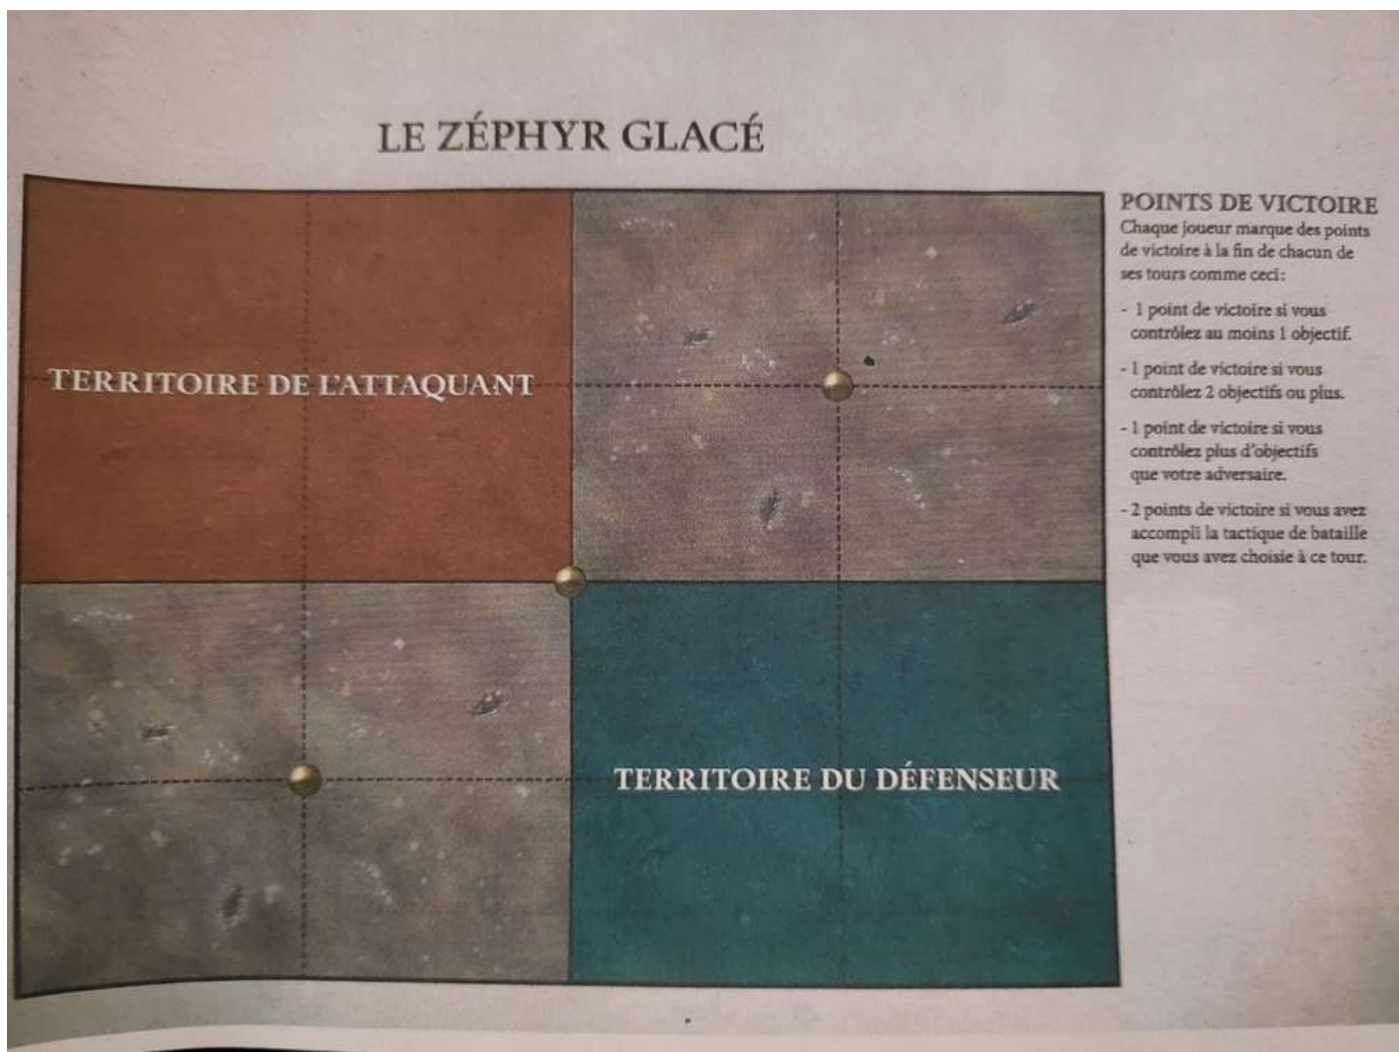 LE ZÉPHYR GLACÉ
TERRITOIRE DE L'ATTAQUANT
TERRITOIRE DU DÉFENSEUR
POINTS DE VICTOIRE
Chaque joueur marque des points
de victoire à la fin de chacun de
ses tours comme ceci :
- 1 point de victoire si vous
contrôlez au moins 1 objectif.
- 1 point de victoire si vous
contrôlez 2 objectifs ou plus.
- 1 point de victoire si vous
contrôlez plus d'objectifs
que votre adversaire.
- 2 points de victoire si vous avez
accompli la tactique de bataille
que vous avez choisie à ce tour.